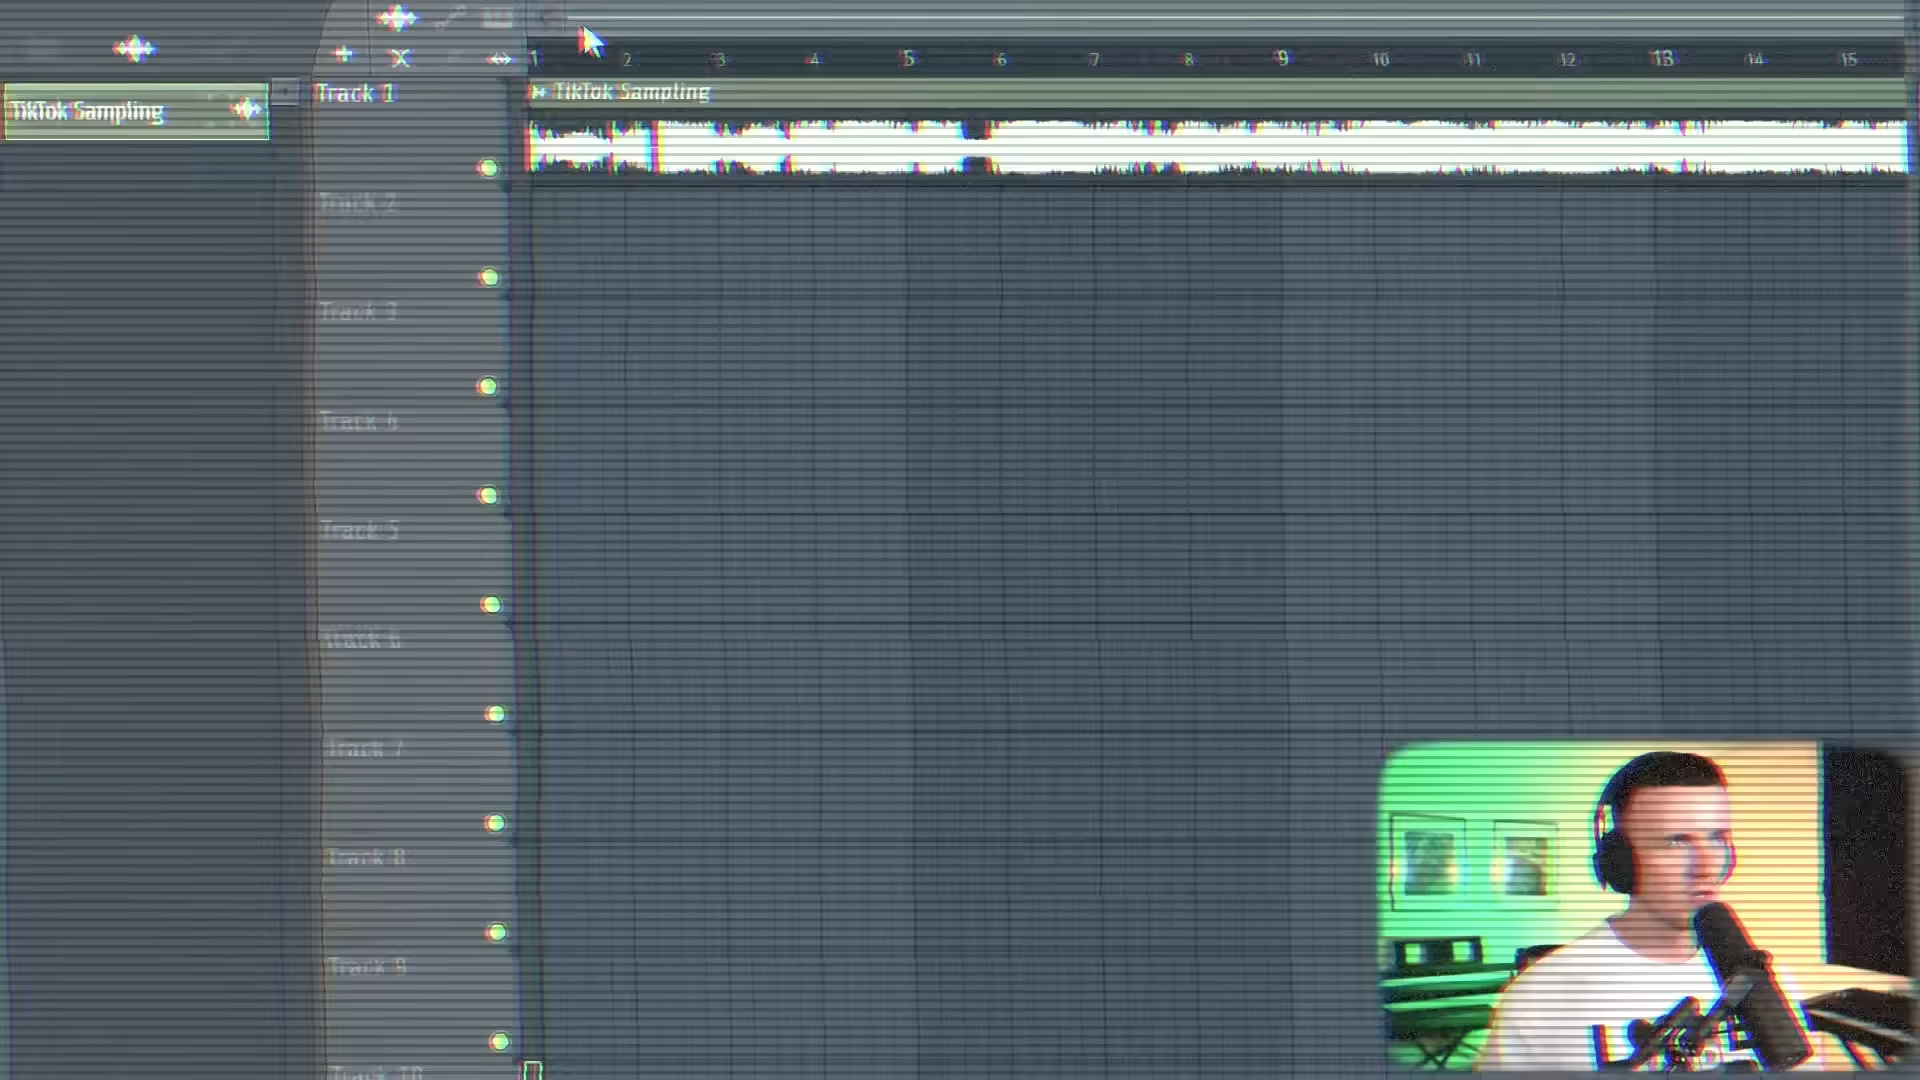 1 2 3 4 5 6 7 8 9 10 11 12 13 14 15
TikTok Sampling
Track 1
TikTok Sampling
Track 2
Track 3
Track 4
Track 5
Track 6
Track 7
Track 8
Track 9
Track 10